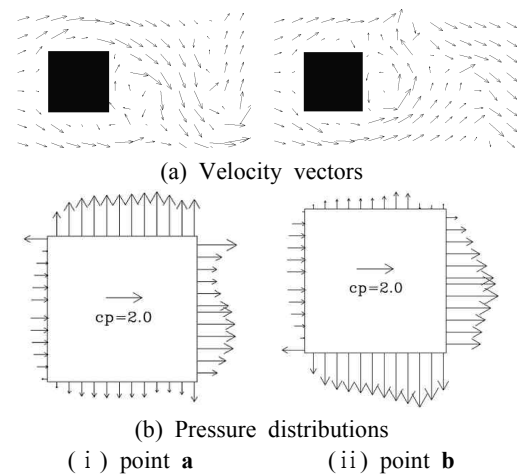 (a) Velocity vectors
cp=2.0
cp=2.0
(b) Pressure distributions
(ⅰ) point a
(ⅱ) point b